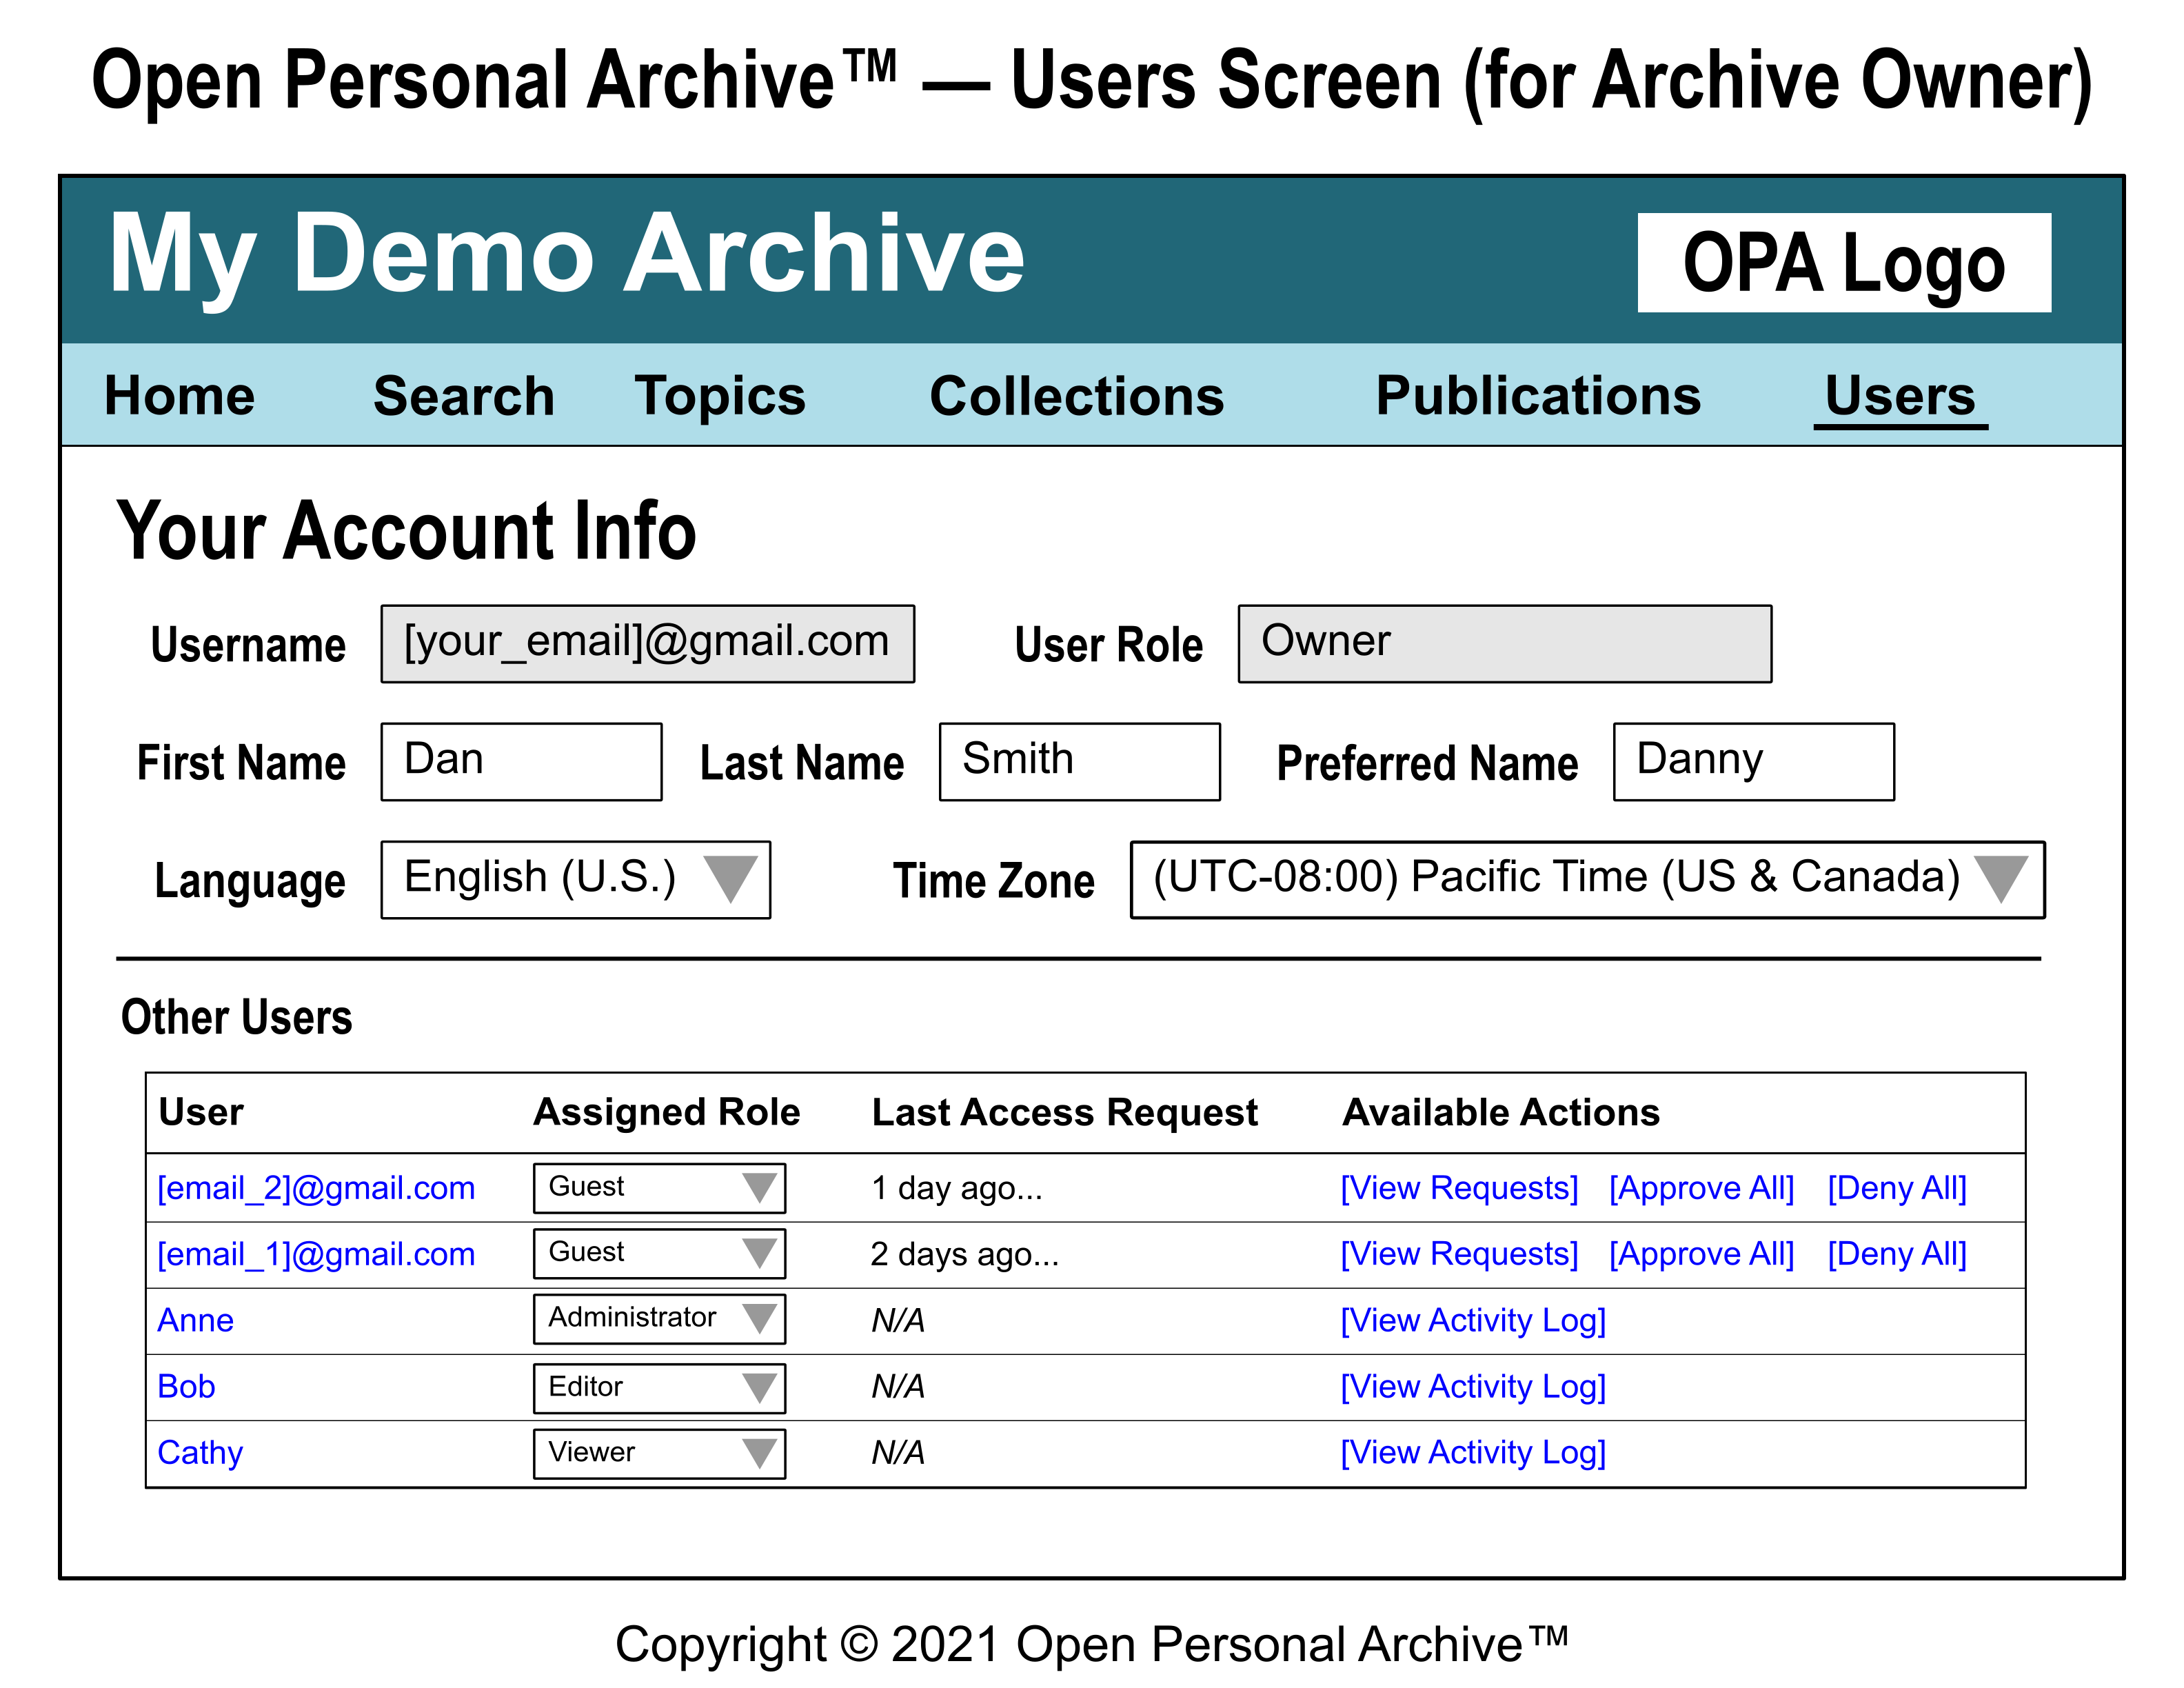 Open Personal Archive™ — Users Screen (for Archive Owner)
My Demo Archive OPA Logo
Home Search Topics Collections Publications Users
Your Account Info
Username [your_email]@gmail.com User Role Owner
First Name Dan Last Name Smith Preferred Name Danny
Language English (U.S.) Time Zone (UTC-08:00) Pacific Time (US & Canada)
Other Users
User Assigned Role Last Access Request Available Actions
[email_2]@gmail.com Guest 1 day ago... [View Requests] [Approve All] [Deny All]
[email_1]@gmail.com Guest 2 days ago... [View Requests] [Approve All] [Deny All]
Anne Administrator N/A [View Activity Log]
Bob Editor N/A [View Activity Log]
Cathy Viewer N/A [View Activity Log]
Copyright © 2021 Open Personal Archive™